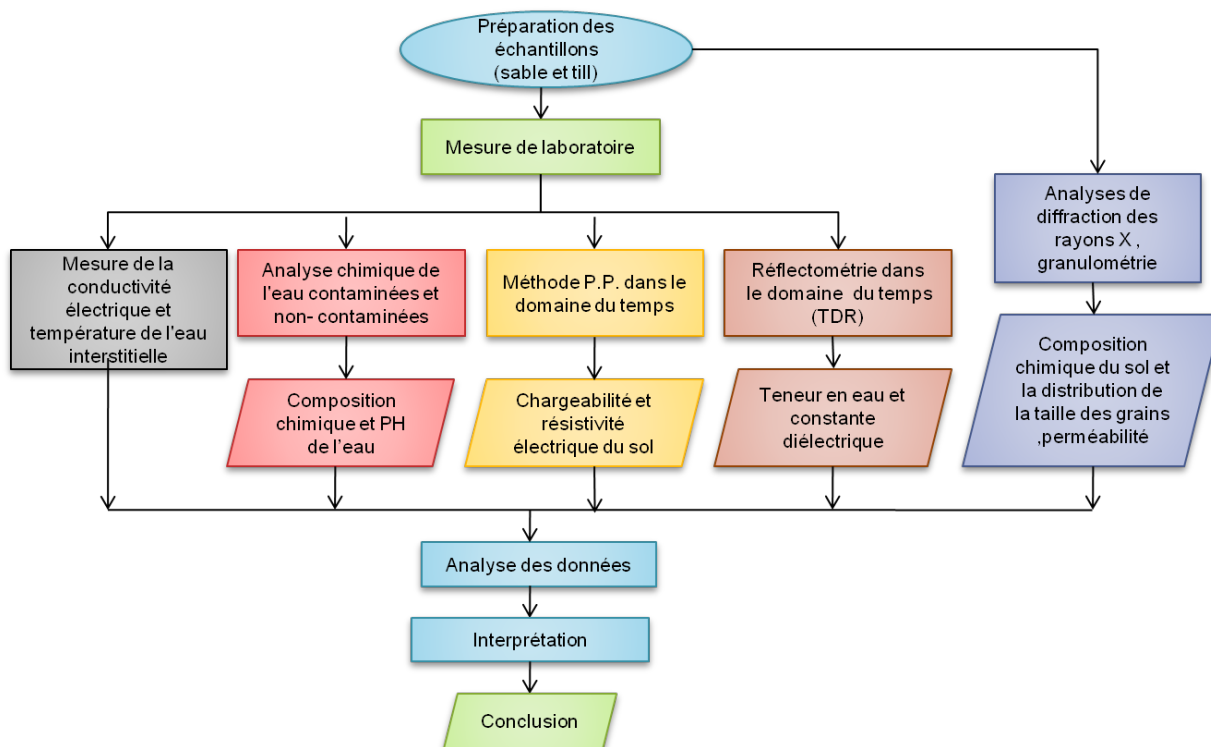 Préparation des
échantillons
(sable et till)
Mesure de laboratoire
Analyses de
diffraction des
rayons X ,
granulométrie
Mesure de la
conductivité
électrique et
température de l'eau
interstitielle
Analyse chimique de
l'eau contaminées et
non- contaminées
Méthode P.P. dans le
domaine du temps
Réflectométrie dans
le domaine du temps
(TDR)
Composition
chimique et PH
de l'eau
Chargeabilité et
résistivité
électrique du sol
Teneur en eau et
constante
diélectrique
Composition
chimique du sol et
la distribution de
la taille des grains
,perméabilité
Analyse des données
Interprétation
Conclusion